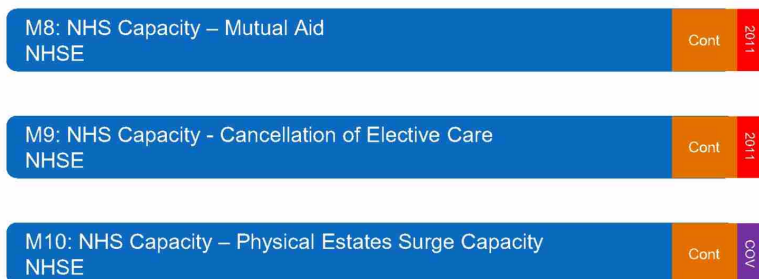 M8: NHS Capacity – Mutual Aid
NHSE
Cont
2011
M9: NHS Capacity - Cancellation of Elective Care
NHSE
Cont
2011
M10: NHS Capacity – Physical Estates Surge Capacity
NHSE
Cont
COV